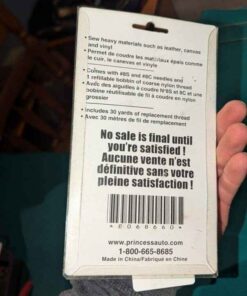 • Sew heavy materials such as leather, canvas
and vinyl
• Permet de coudre les matériaux épais comme
le cuir, le canevas et vinyle
• Comes with #8S and #8C needles and
1 refillable bobbin of coarse nylon thread
• Avec des aiguilles à coudre Nº8S et 8C et une
bobine réutilisable de fil à coudre en nylon
grossier
• Includes 30 yards of replacement thread
• Avec 30 mètres de fil de remplacement
No sale is final until
you're satisfied !
Aucune vente n'est
définitive sans votre
pleine satisfaction !
www.princessauto.com
1-800-665-8685
Made in China/Fabriqué en Chine